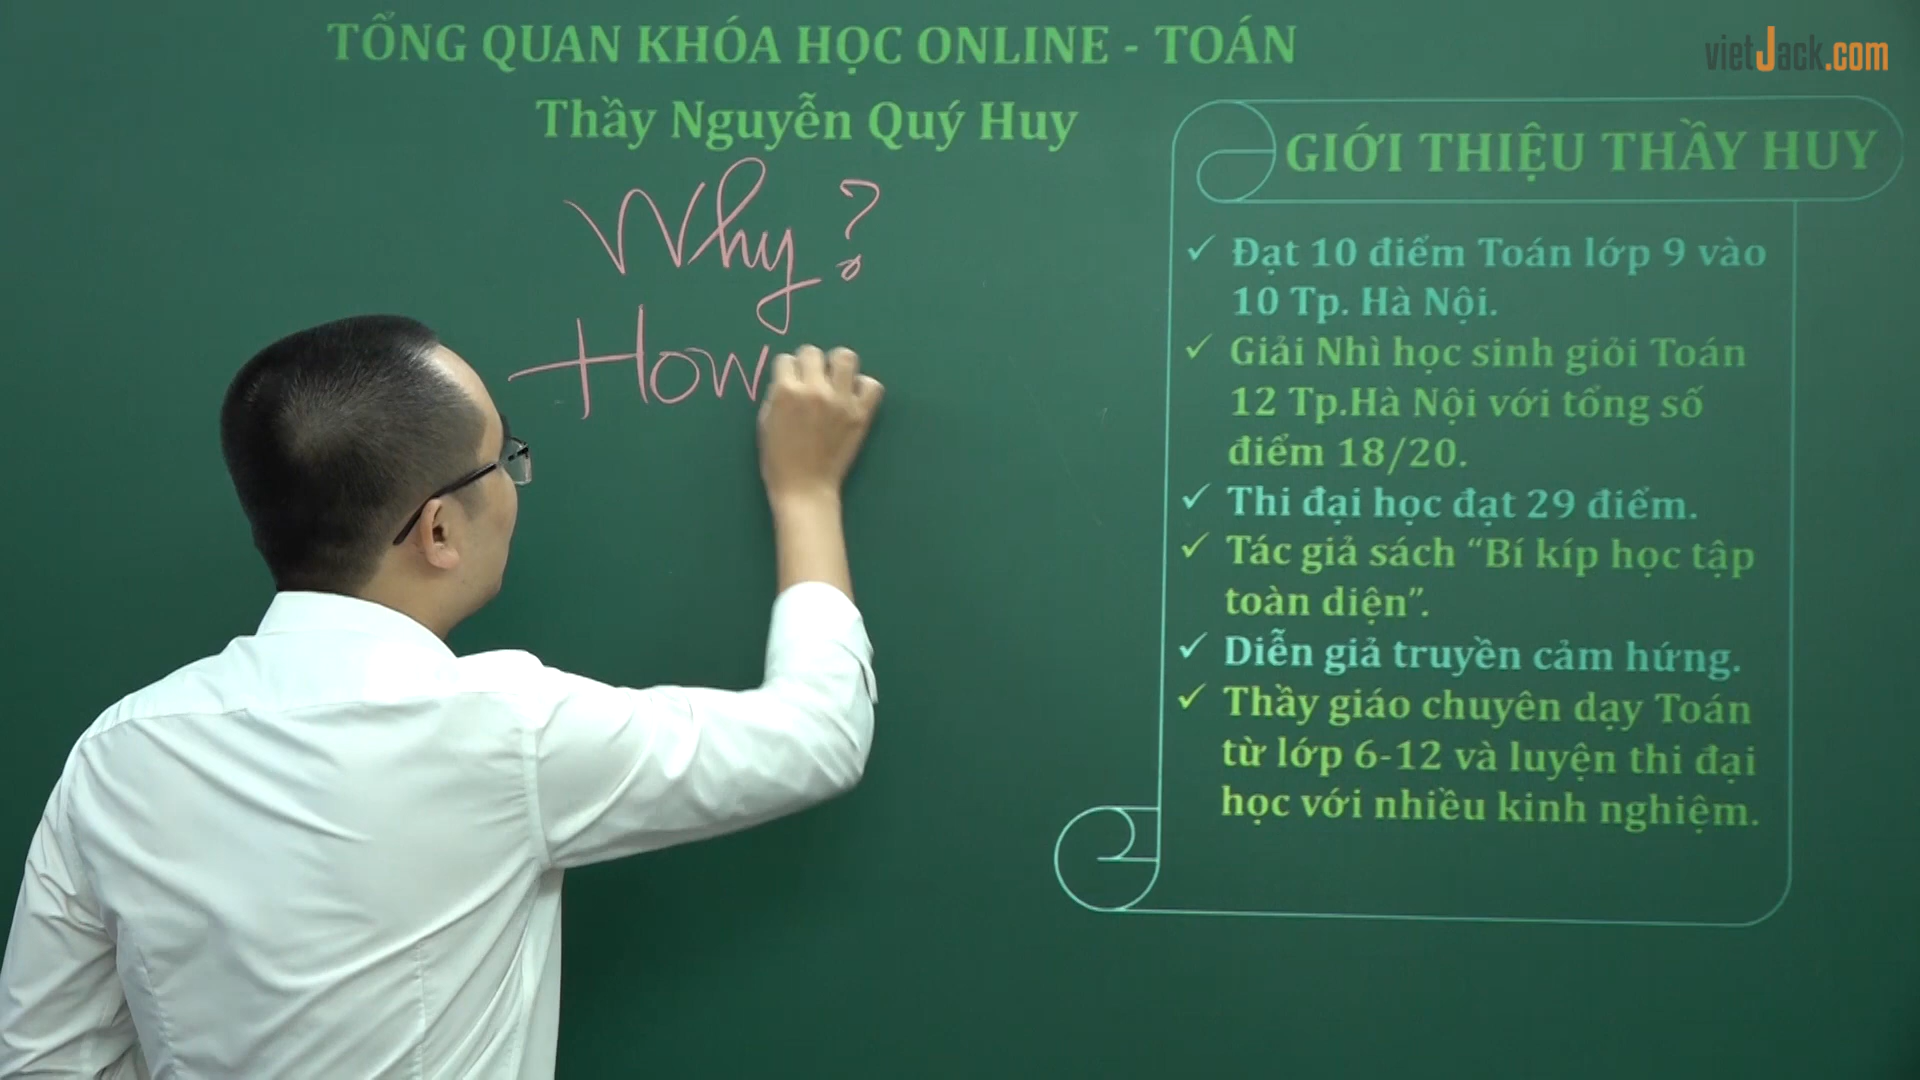 TỔNG QUAN KHÓA HỌC ONLINE - TOÁN
vietJack.com
Thầy Nguyễn Quý Huy
Why?
How
GIỚI THIỆU THẦY HUY
✓ Đạt 10 điểm Toán lớp 9 vào
10 Tp. Hà Nội.
✓ Giải Nhì học sinh giỏi Toán
12 Tp.Hà Nội với tổng số
điểm 18/20.
✓ Thi đại học đạt 29 điểm.
✓ Tác giả sách “Bí kíp học tập
toàn diện”.
✓ Diễn giả truyền cảm hứng.
✓ Thầy giáo chuyên dạy Toán
từ lớp 6-12 và luyện thi đại
học với nhiều kinh nghiệm.